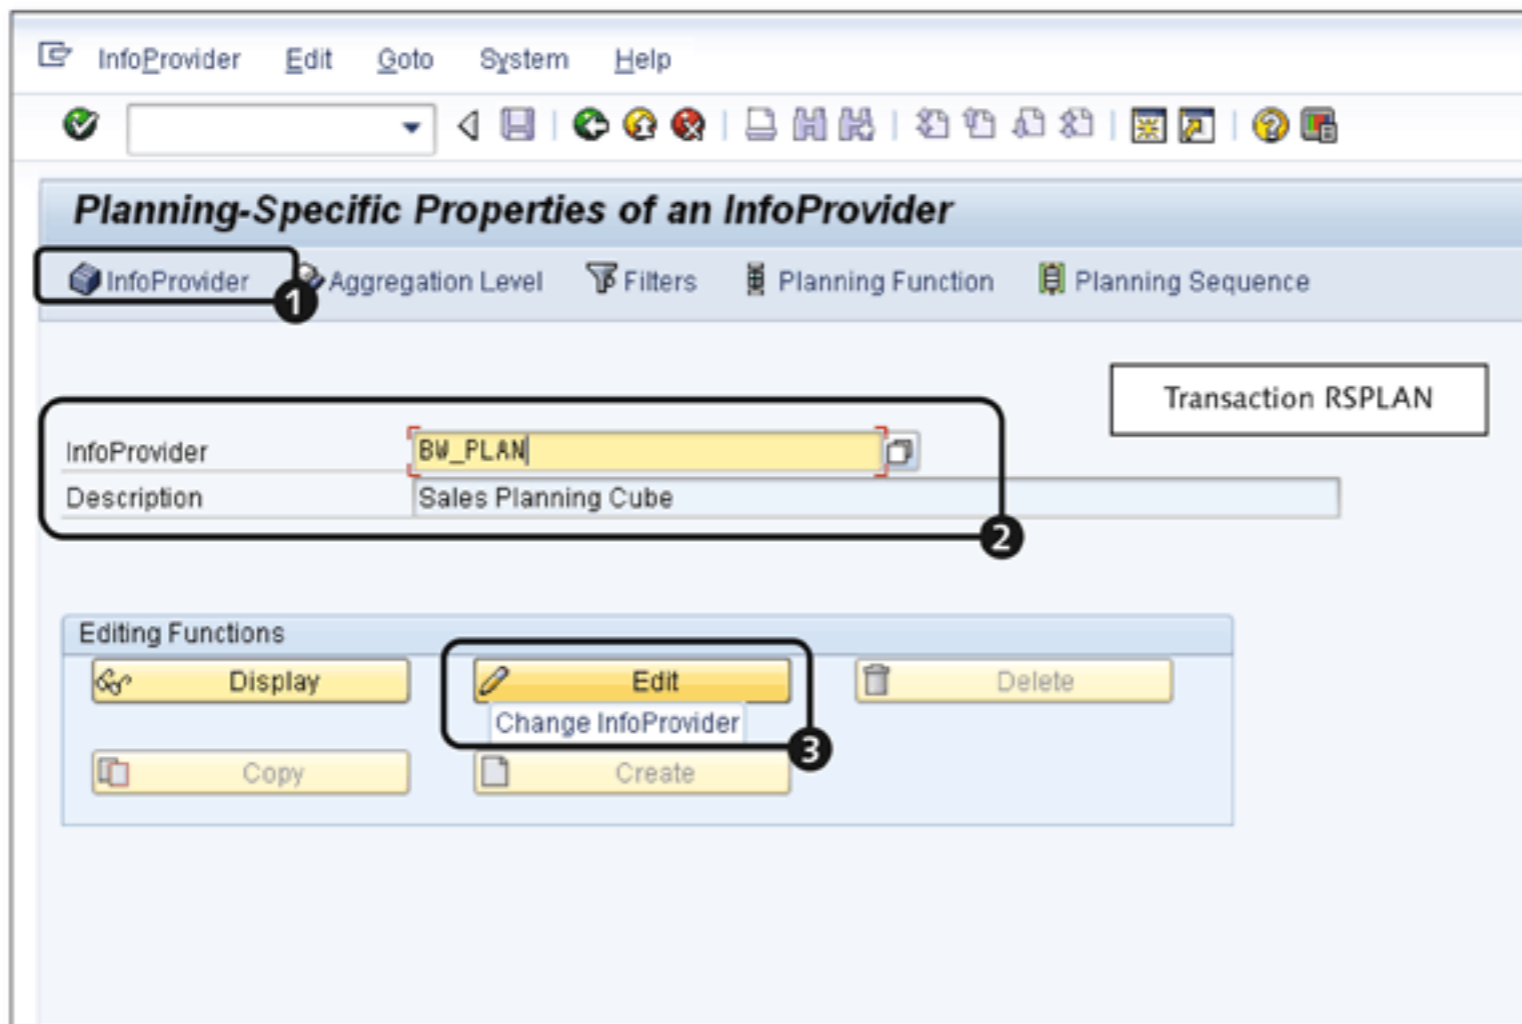 InfoProvider Edit Goto System Help
Planning-Specific Properties of an InfoProvider
InfoProvider Aggregation Level Filters Planning Function Planning Sequence
1
Transaction RSPLAN
InfoProvider BW_PLAN
Description Sales Planning Cube
2
Editing Functions
Display Edit Delete
Change InfoProvider
3
Copy Create